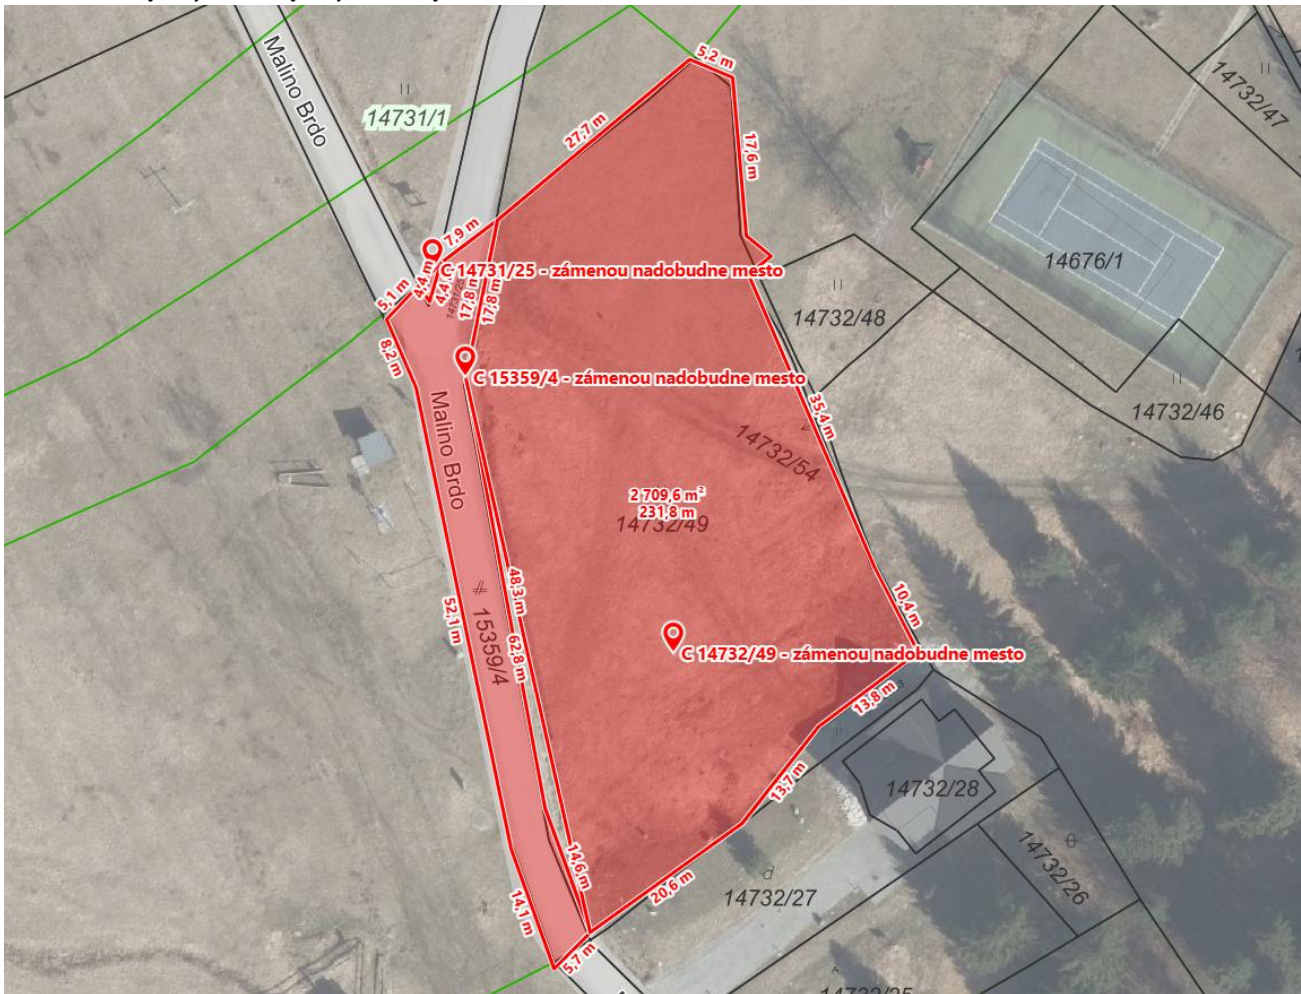 Malino Brdo
14731/1
5,2 m
14732/47
27,7 m
17,6 m
7,9 m
14676/1
C 14731/25 - zámenou nadobudne mesto
4,4 m
5,1 m
17,8 m
17,8 m
14732/48
8,2 m
C 15359/4 - zámenou nadobudne mesto
Malino Brdo
35,4 m
14732/46
14732/54
2 709,6 m²
231,8 m
14732/49
48,3 m
52,1 m
15359/4
62,8 m
10,4 m
C 14732/49 - zámenou nadobudne mesto
13,8 m
13,7 m
14732/28
14,6 m
14732/26
20,6 m
14732/27
14,1 m
5,7 m